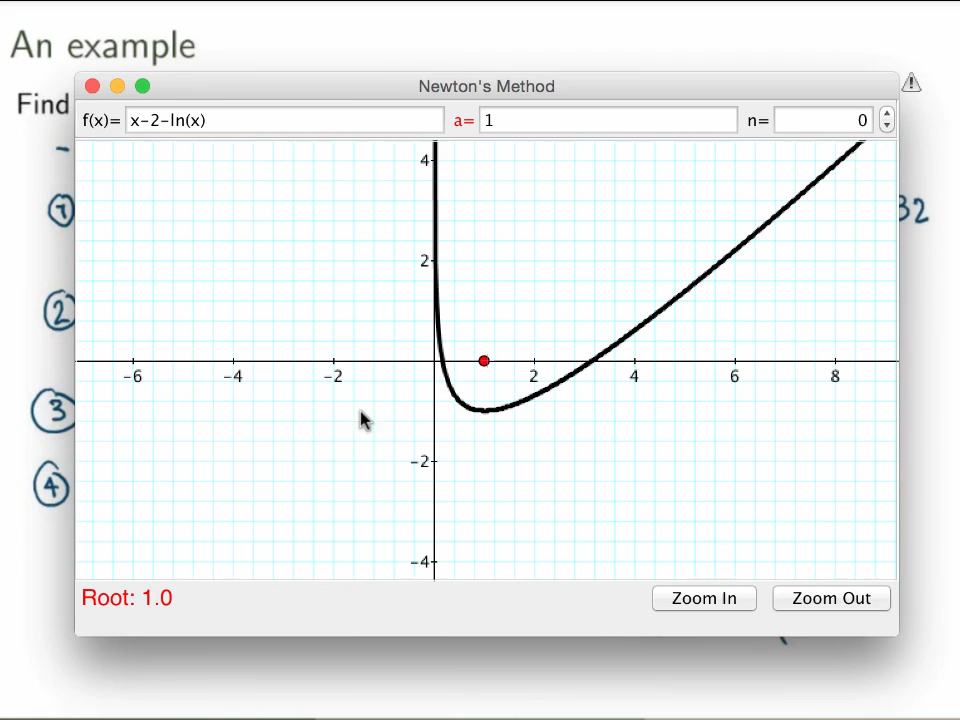 An example
Newton's Method
Find
f(x)= x-2-ln(x) a= 1 n= 0
4
1 32
2
2
-6 -4 -2 2 4 6 8
3
-2
4
-4
Root: 1.0 Zoom In Zoom Out